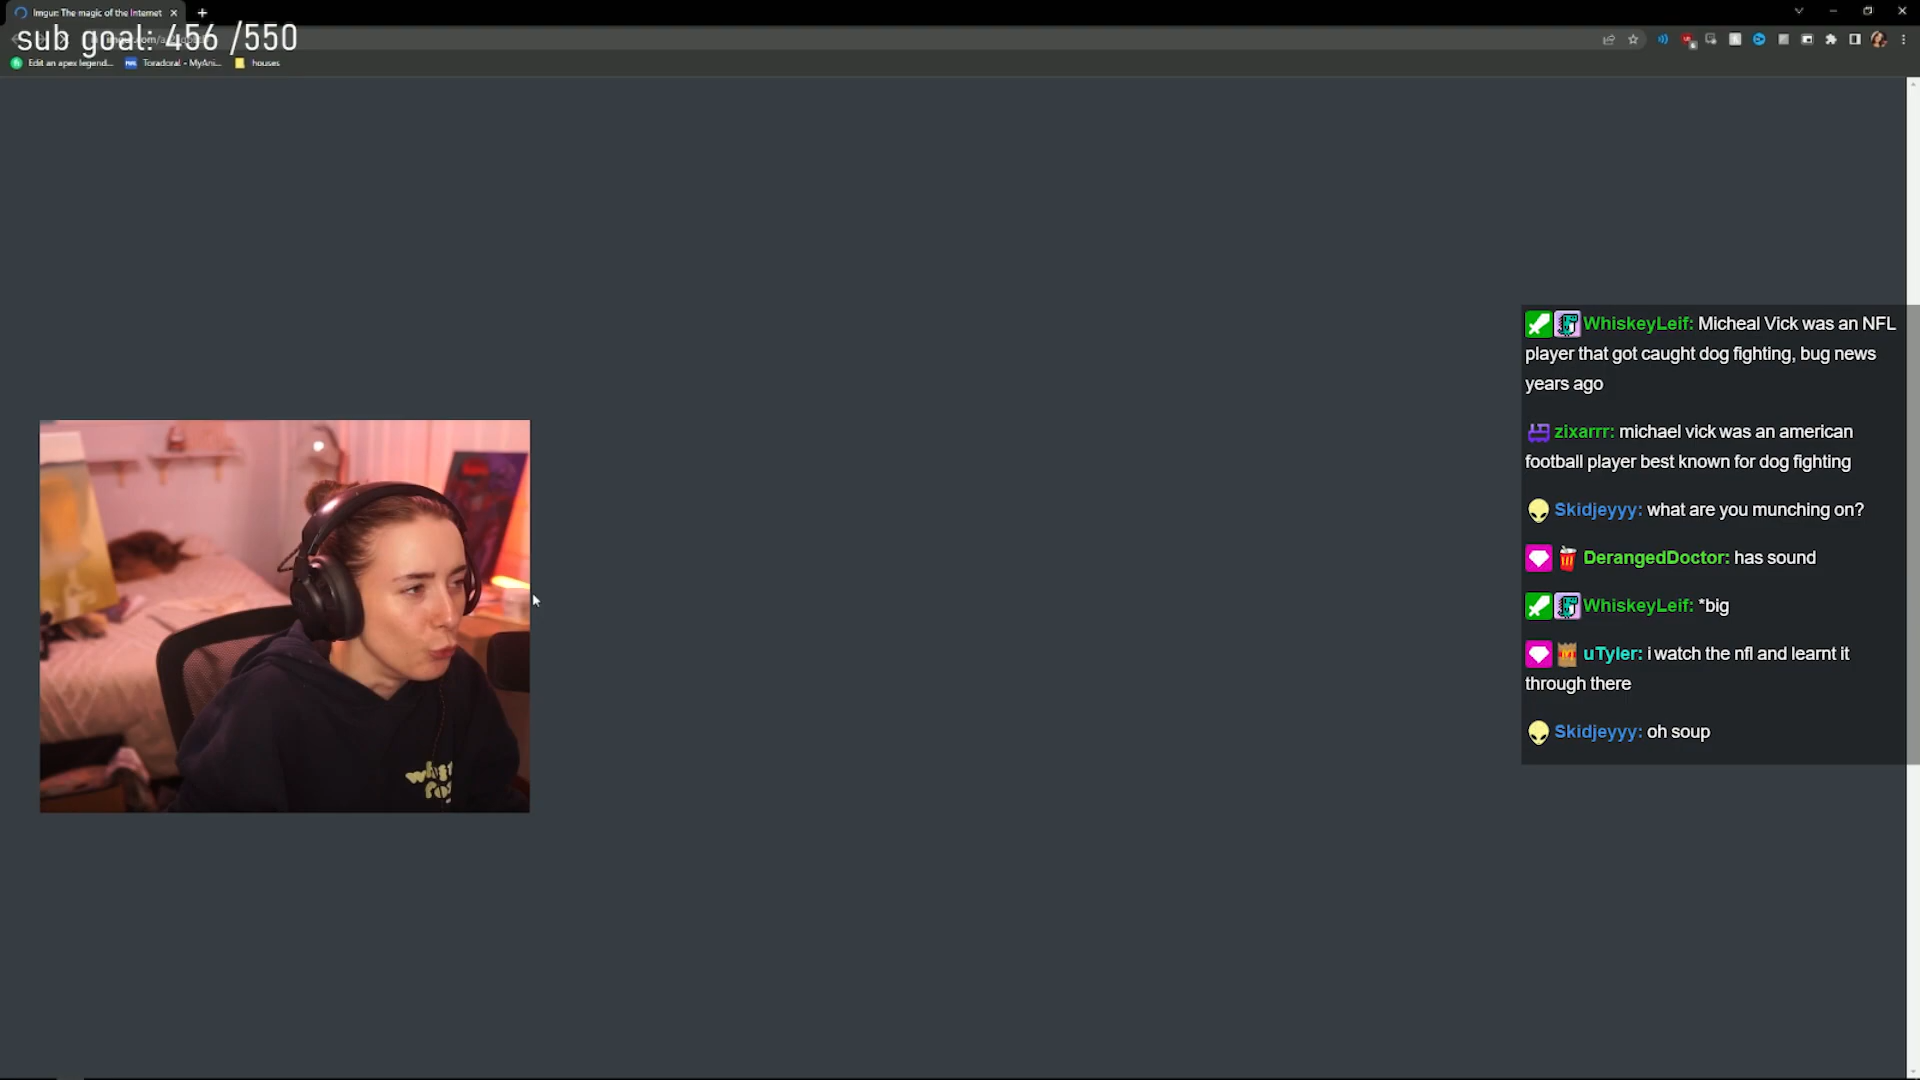 Imgur: The magic of the Internet
sub goal: 456 /550
Edit an apex legend...
Toradoral - MyAni...
houses
WhiskeyLeif: Micheal Vick was an NFL
player that got caught dog fighting, bug news
years ago
zixarrr: michael vick was an american
football player best known for dog fighting
Skidjeyyy: what are you munching on?
DerangedDoctor: has sound
WhiskeyLeif: *big
uTyler: i watch the nfl and learnt it
through there
Skidjeyyy: oh soup